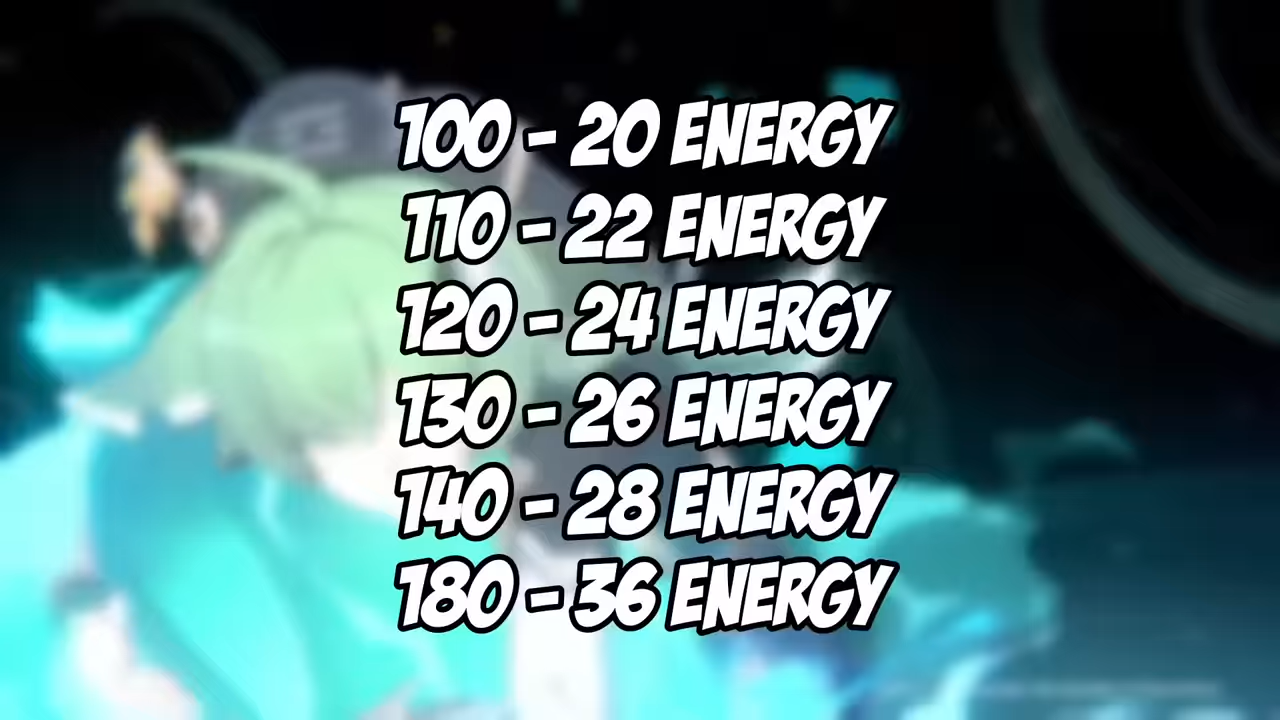 100 - 20 ENERGY
110 - 22 ENERGY
120 - 24 ENERGY
130 - 26 ENERGY
140 - 28 ENERGY
180 - 36 ENERGY